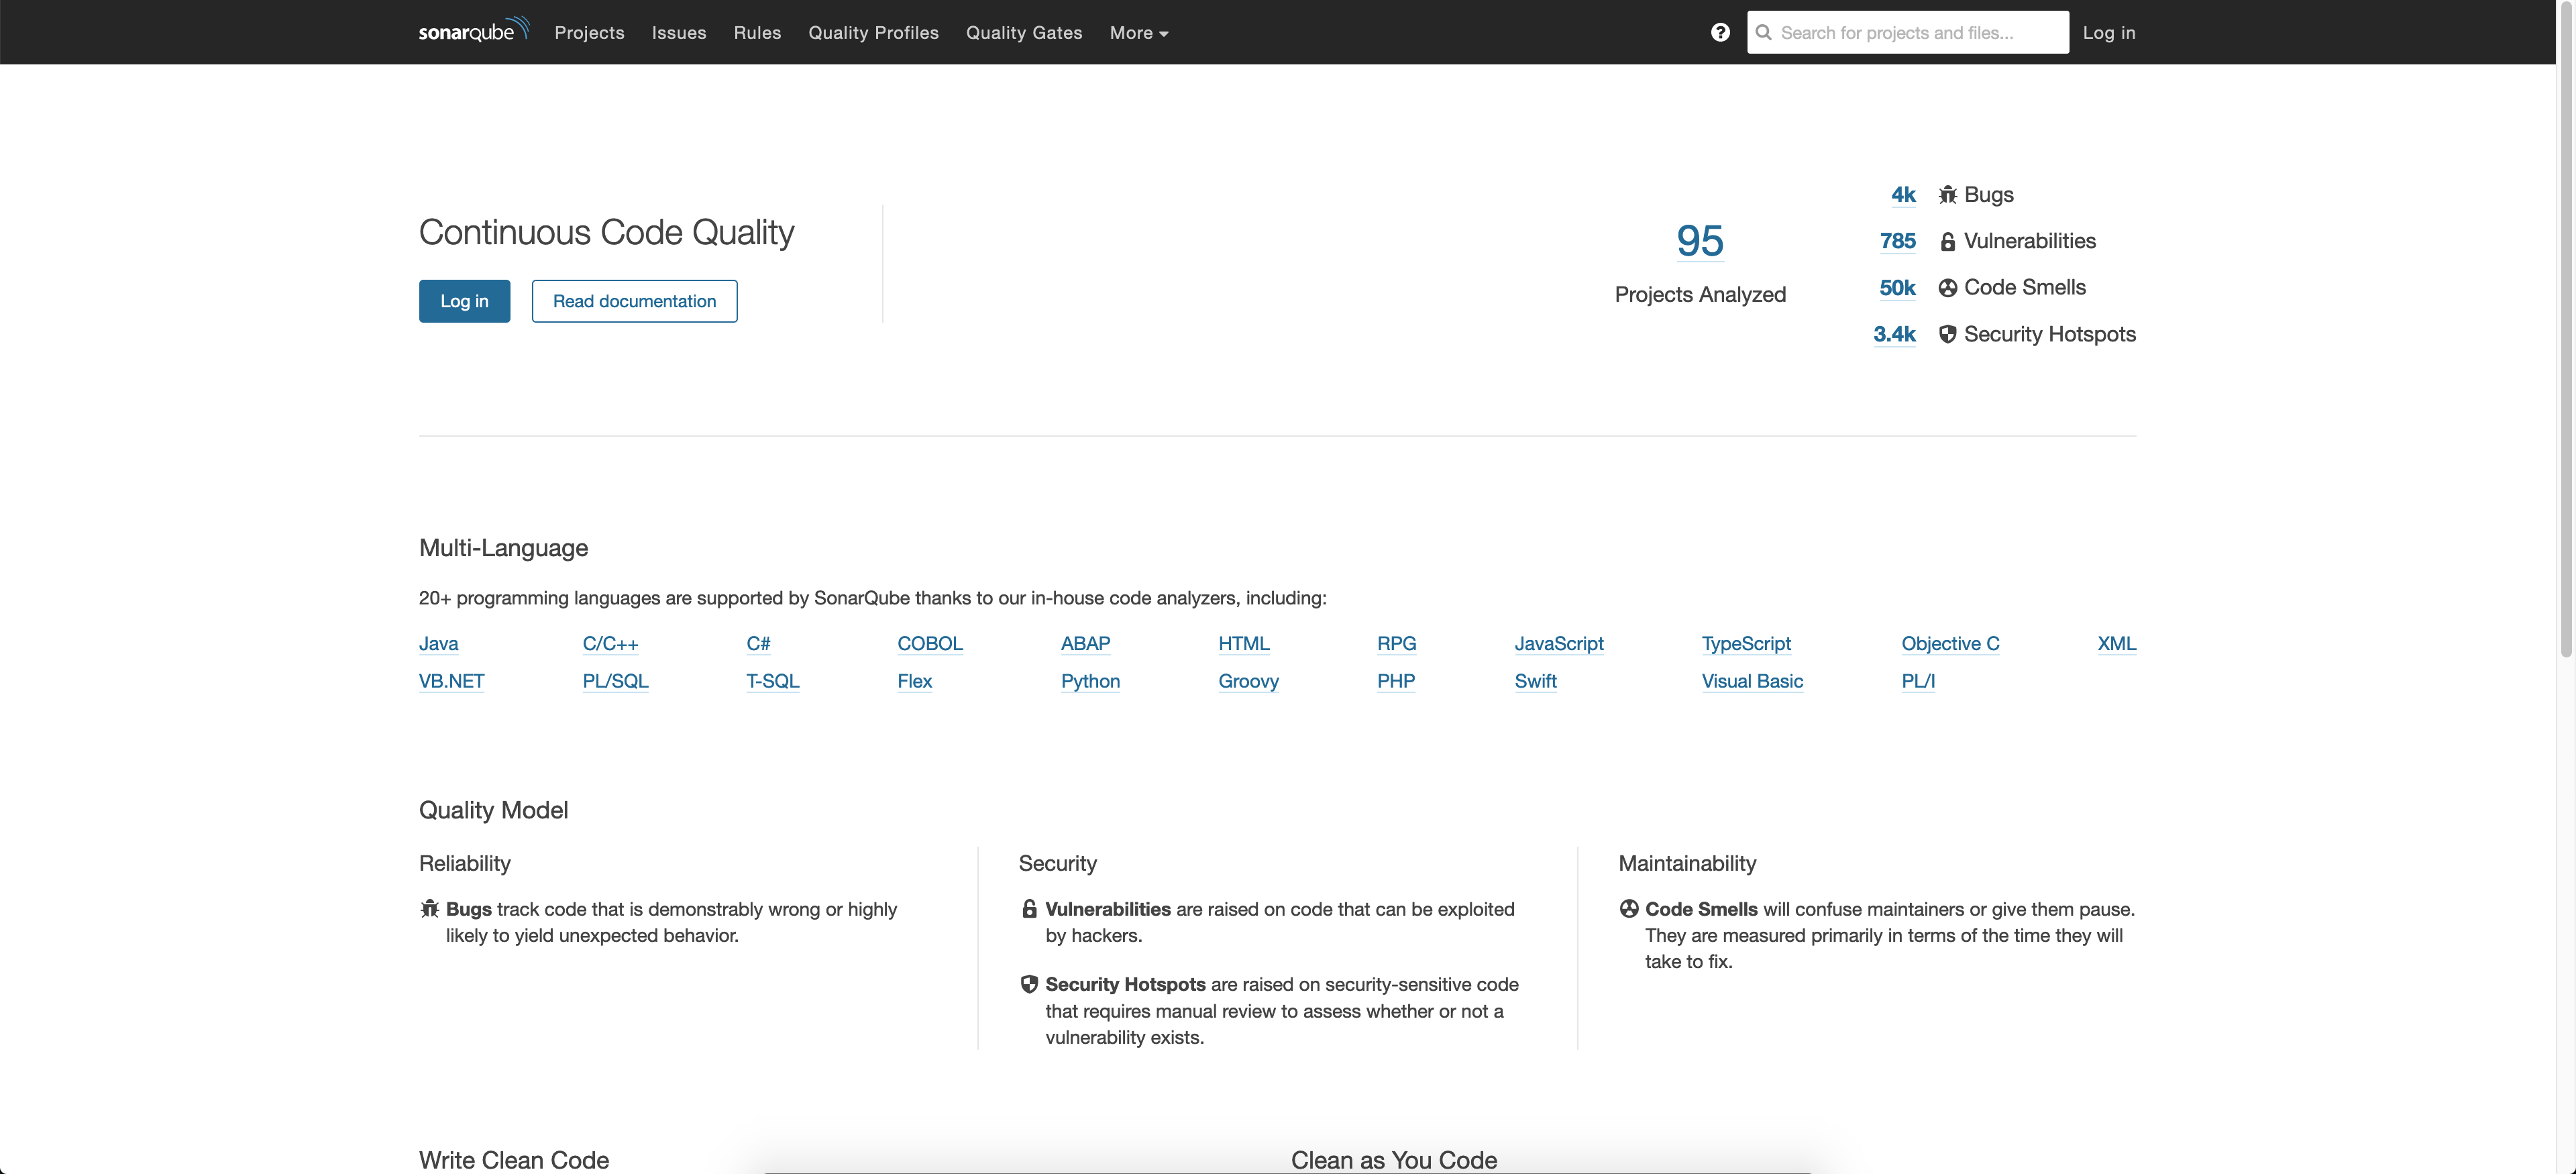 sonarqube Projects Issues Rules Quality Profiles Quality Gates More ? Search for projects and files... Log in
Continuous Code Quality
Log in Read documentation
95
Projects Analyzed
4k Bugs
785 Vulnerabilities
50k Code Smells
3.4k Security Hotspots
Multi-Language
20+ programming languages are supported by SonarQube thanks to our in-house code analyzers, including:
Java C/C++ C# COBOL ABAP HTML RPG JavaScript TypeScript Objective C XML
VB.NET PL/SQL T-SQL Flex Python Groovy PHP Swift Visual Basic PL/I
Quality Model
Reliability
Bugs track code that is demonstrably wrong or highly
likely to yield unexpected behavior.
Security
Vulnerabilities are raised on code that can be exploited
by hackers.
Security Hotspots are raised on security-sensitive code
that requires manual review to assess whether or not a
vulnerability exists.
Maintainability
Code Smells will confuse maintainers or give them pause.
They are measured primarily in terms of the time they will
take to fix.
Write Clean Code
Clean as You Code